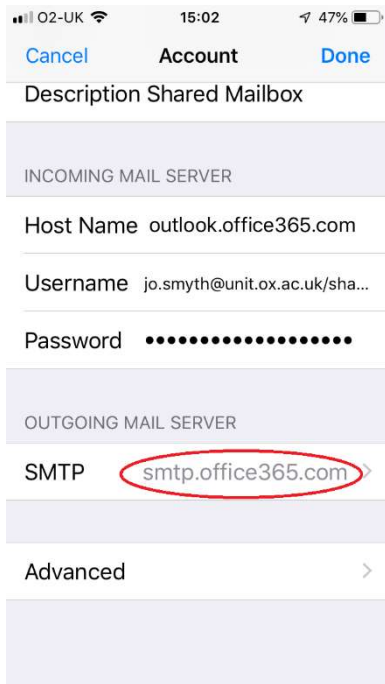 O2-UK 15:02 47%
Cancel Account Done
Description Shared Mailbox
INCOMING MAIL SERVER
Host Name outlook.office365.com
Username jo.smyth@unit.ox.ac.uk/sha...
Password ●●●●●●●●●●●●●●●●●●●
OUTGOING MAIL SERVER
SMTP smtp.office365.com >
Advanced >